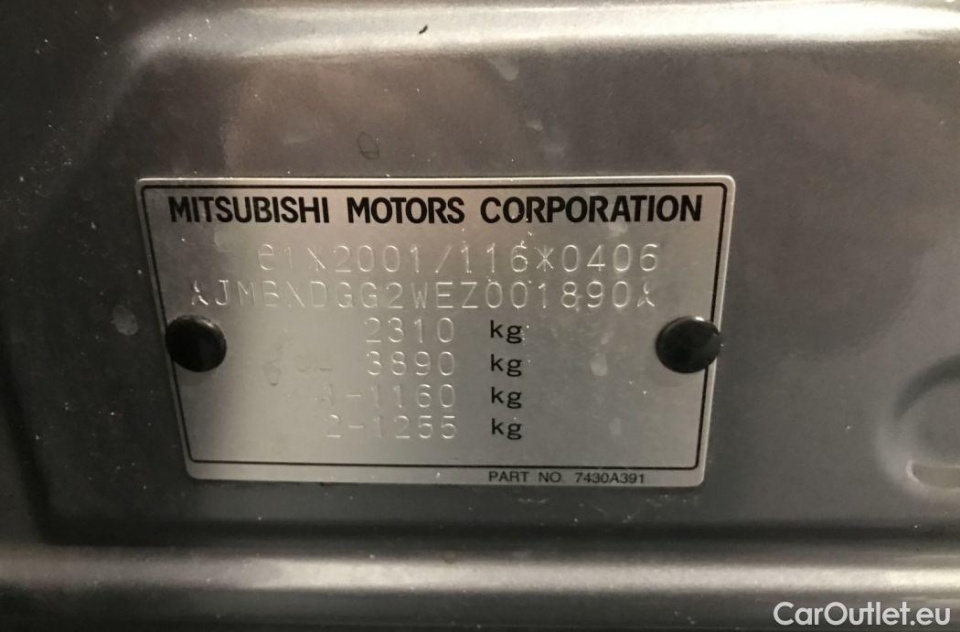 MITSUBISHI MOTORS CORPORATION
e1*2001/116*0406
*JMBXDGG2WEZ001890*
2310 kg
3890 kg
1-1160 kg
2-1255 kg
PART NO. 7430A391
CarOutlet.eu